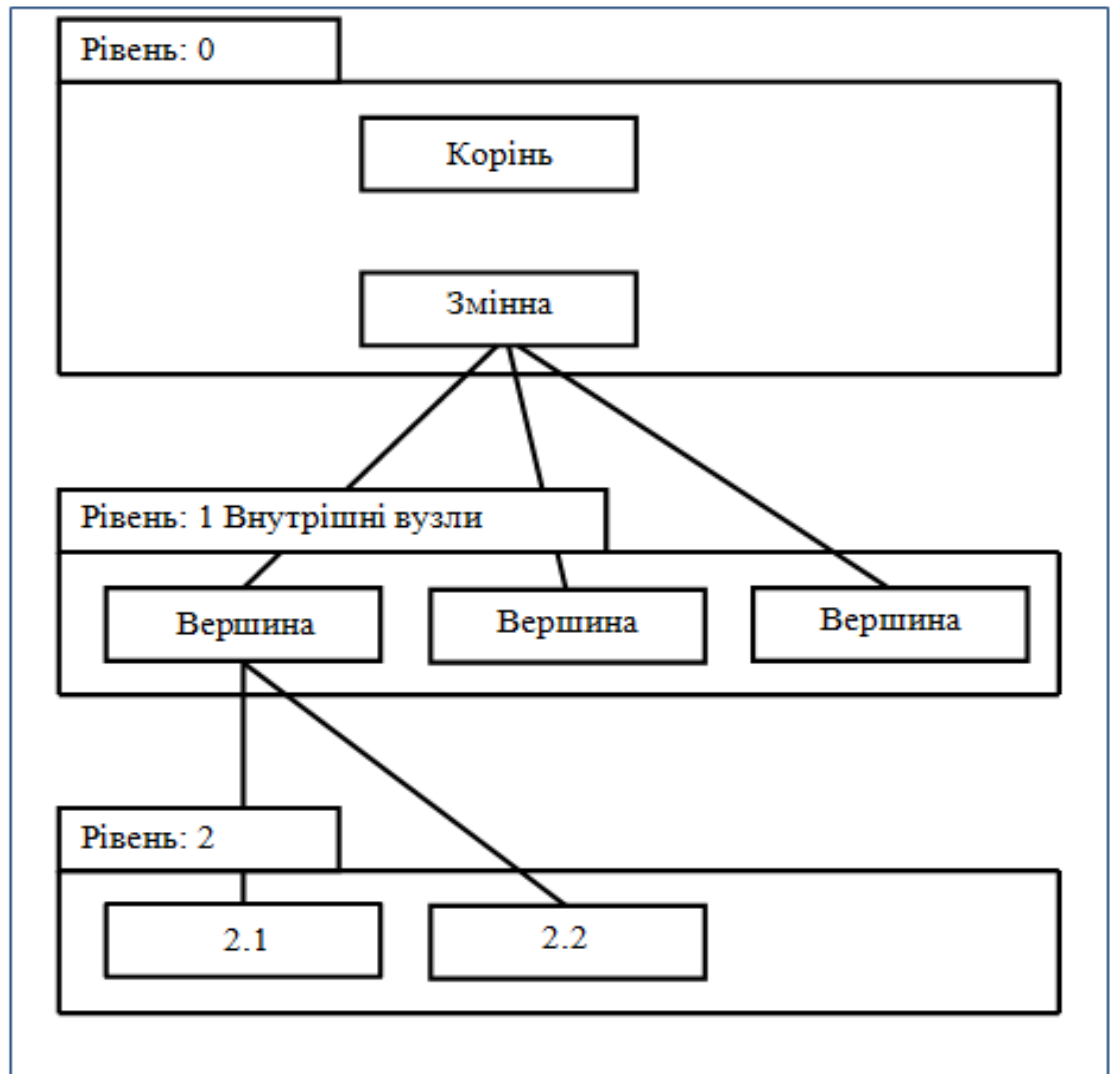 Рівень: 0
Корінь
Змінна
Рівень: 1 Внутрішні вузли
Вершина
Вершина
Вершина
Рівень: 2
2.1
2.2